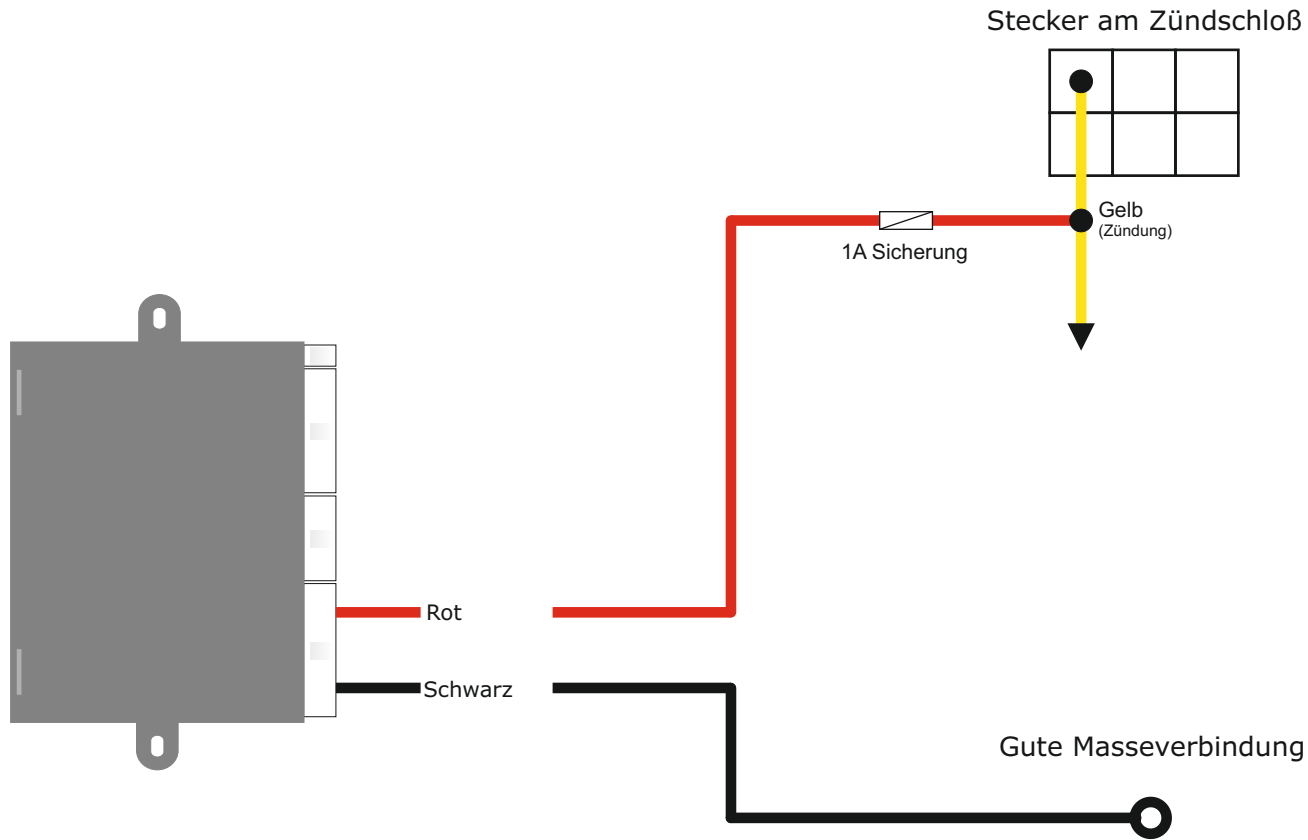 Stecker am Zündschloß
Gelb
(Zündung)
1A Sicherung
Rot
Schwarz
Gute Masseverbindung